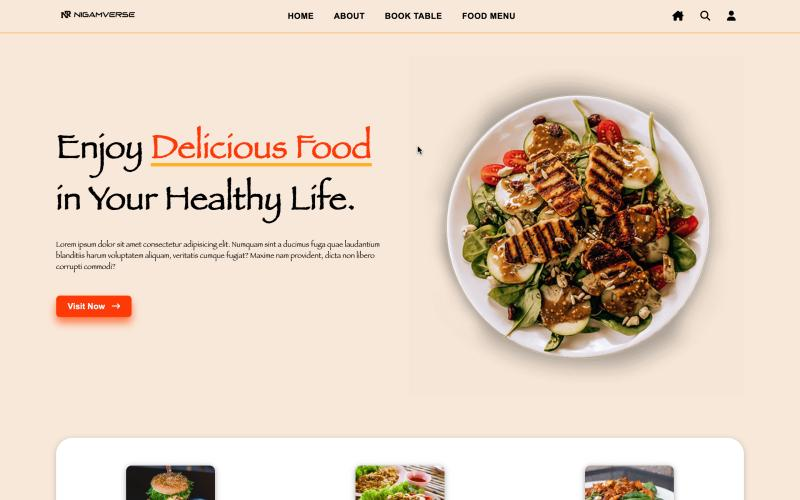 NIGAMVERSE
HOME ABOUT BOOK TABLE FOOD MENU
Enjoy Delicious Food
in Your Healthy Life.
Lorem ipsum dolor sit amet consectetur adipisicing elit. Numquam sint a ducimus fuga quae laudantium
blanditiis harum voluptatem aliquam, veritatis cumque fugiat? Maxime nam provident, dicta non libero
corrupti commodi?
Visit Now